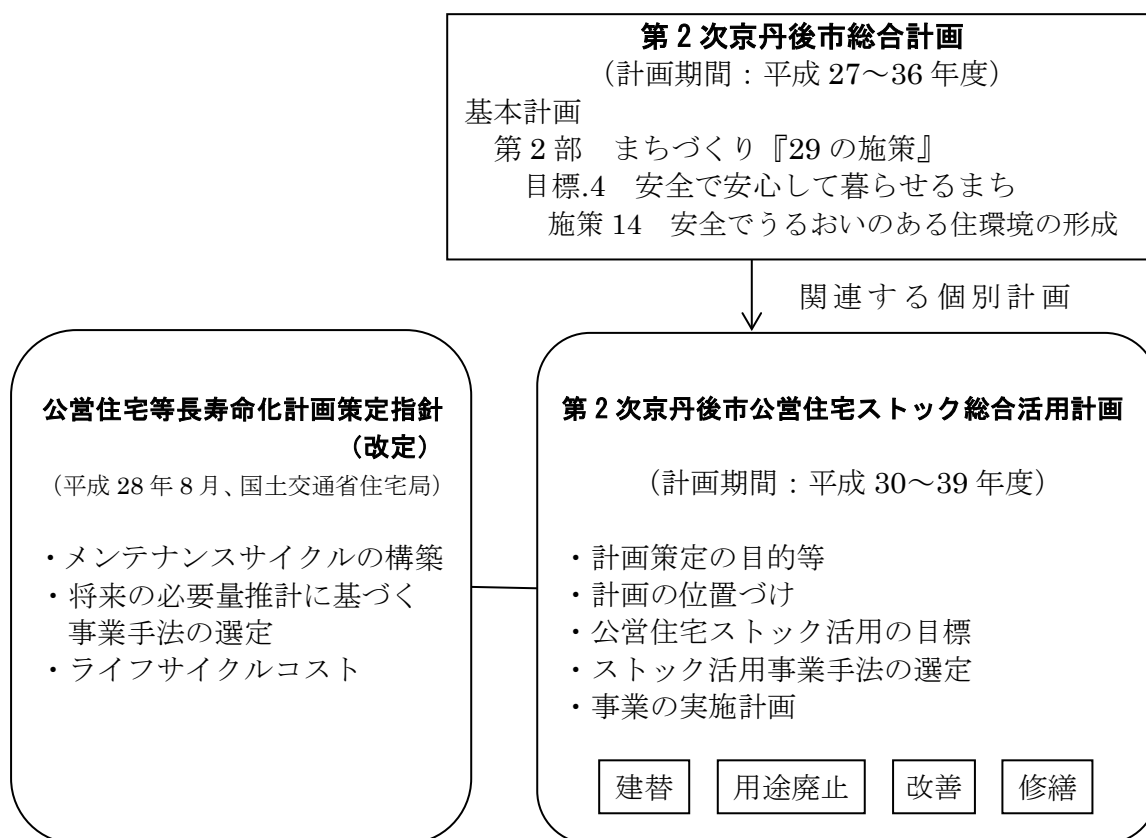 第2次京丹後市総合計画
（計画期間：平成27～36年度）
基本計画
第2部　まちづくり『29の施策』
目標.4　安全で安心して暮らせるまち
施策14　安全でうるおいのある住環境の形成
関連する個別計画
公営住宅等長寿命化計画策定指針
（改定）
（平成28年8月、国土交通省住宅局）
・メンテナンスサイクルの構築
・将来の必要量推計に基づく
事業手法の選定
・ライフサイクルコスト
第2次京丹後市公営住宅ストック総合活用計画
（計画期間：平成30～39年度）
・計画策定の目的等
・計画の位置づけ
・公営住宅ストック活用の目標
・ストック活用事業手法の選定
・事業の実施計画
建替　用途廃止　改善　修繕